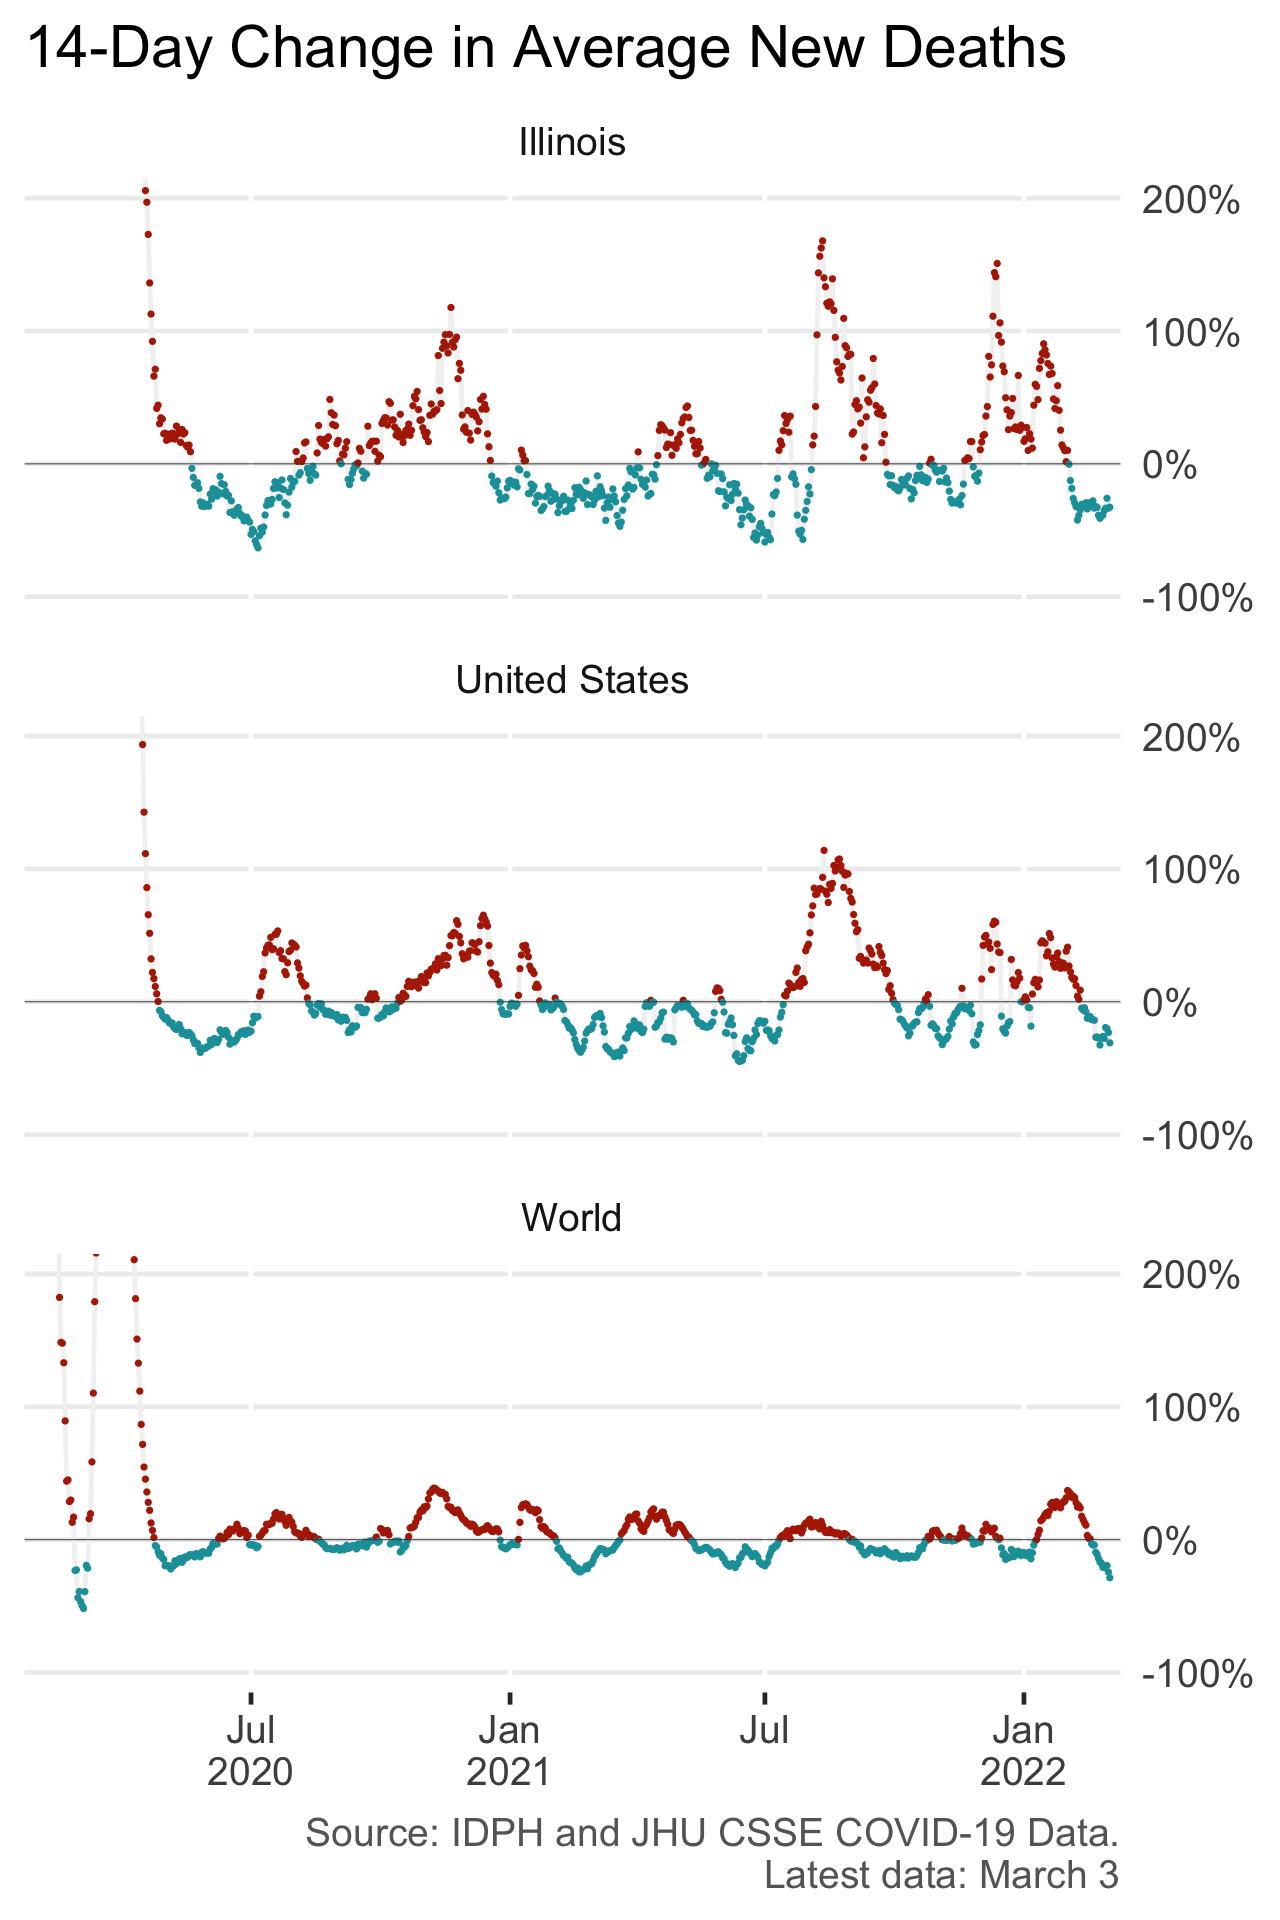 14-Day Change in Average New Deaths
Illinois
200%
100%
0%
-100%
United States
200%
100%
0%
-100%
World
200%
100%
0%
-100%
Jul
2020
Jan
2021
Jul
Jan
2022
Source: IDPH and JHU CSSE COVID-19 Data.
Latest data: March 3